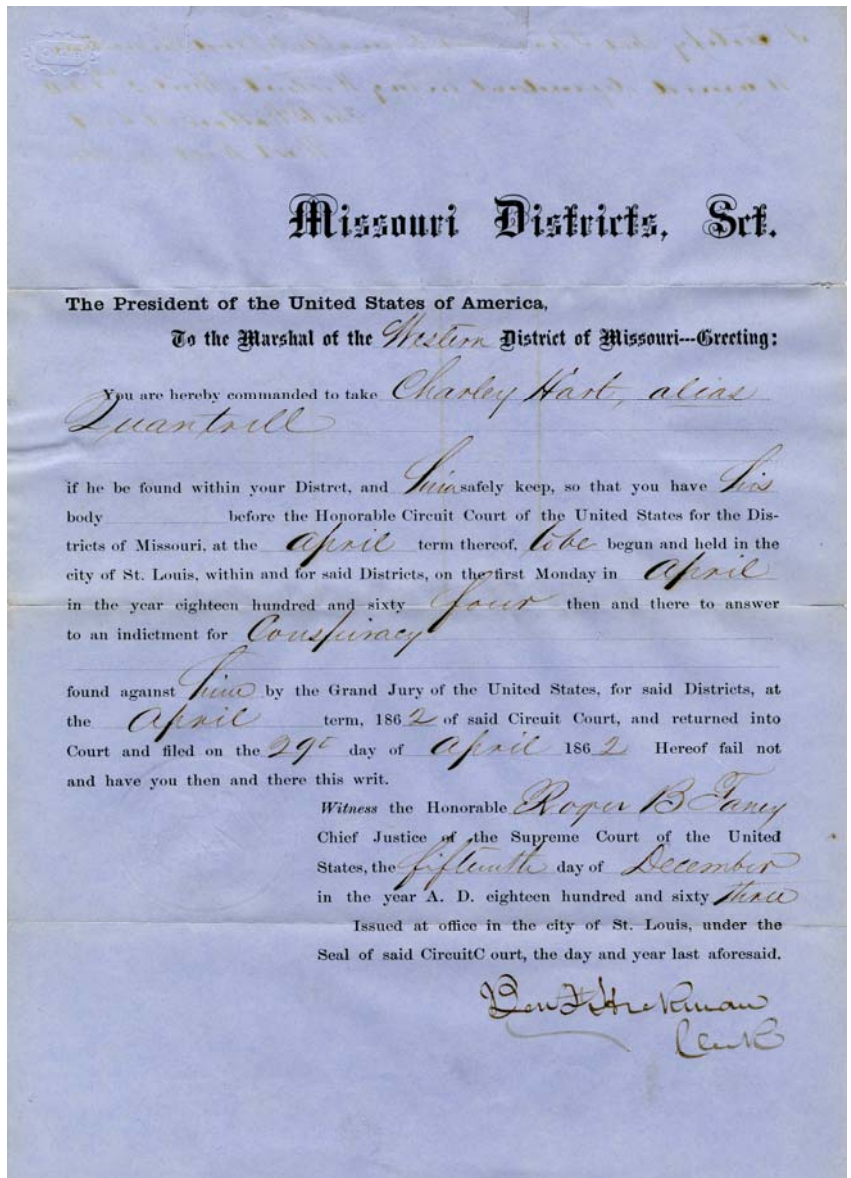 Missouri Districts, Sct.
The President of the United States of America,
To the Marshal of the Western District of Missouri---Greeting:
You are hereby commanded to take Charley Hart, alias
Quantrill
if he be found within your Distret, and him safely keep, so that you have his
body before the Honorable Circuit Court of the United States for the Dis-
tricts of Missouri, at the April term thereof, to be begun and held in the
city of St. Louis, within and for said Districts, on the first Monday in April
in the year eighteen hundred and sixty four then and there to answer
to an indictment for Conspiracy
found against him by the Grand Jury of the United States, for said Districts, at
the April term, 1862 of said Circuit Court, and returned into
Court and filed on the 29t day of April 1862 Hereof fail not
and have you then and there this writ.
Witness the Honorable Roger B Taney
Chief Justice of the Supreme Court of the United
States, the fifteenth day of December
in the year A. D. eighteen hundred and sixty three
Issued at office in the city of St. Louis, under the
Seal of said CircuitC ourt, the day and year last aforesaid.
Ben F Hickman
Clerk